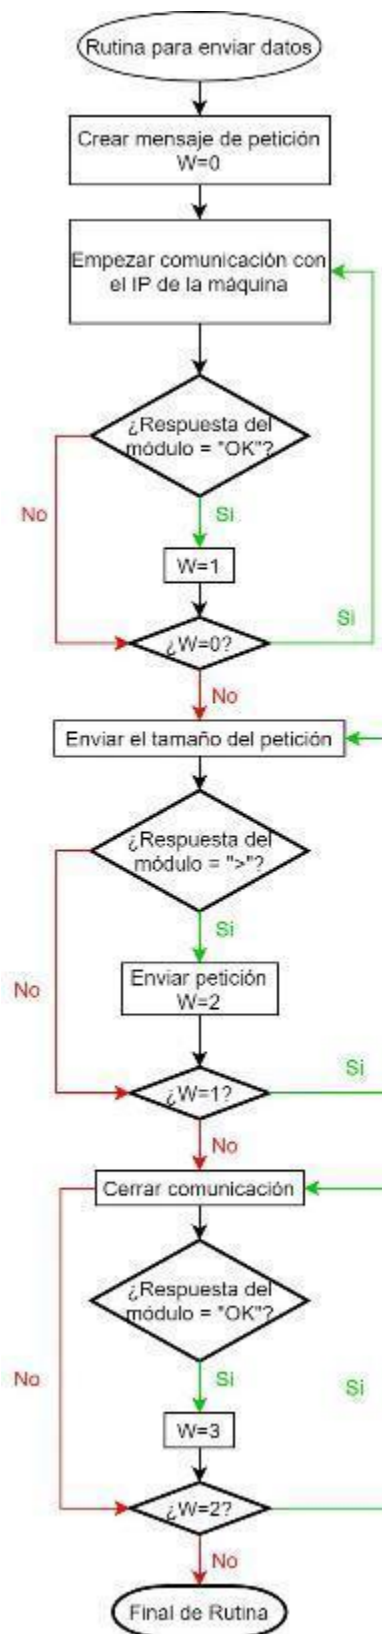 Rutina para enviar datos
Crear mensaje de petición
W=0
Empezar comunicación con
el IP de la máquina
¿Respuesta del
módulo = "OK"?
No
Si
W=1
Si
¿W=0?
No
Enviar el tamaño del petición
¿Respuesta del
módulo = ">"?
Si
No
Enviar petición
W=2
Si
¿W=1?
No
Cerrar comunicación
¿Respuesta del
módulo = "OK"?
No
Si
Si
W=3
¿W=2?
No
Final de Rutina